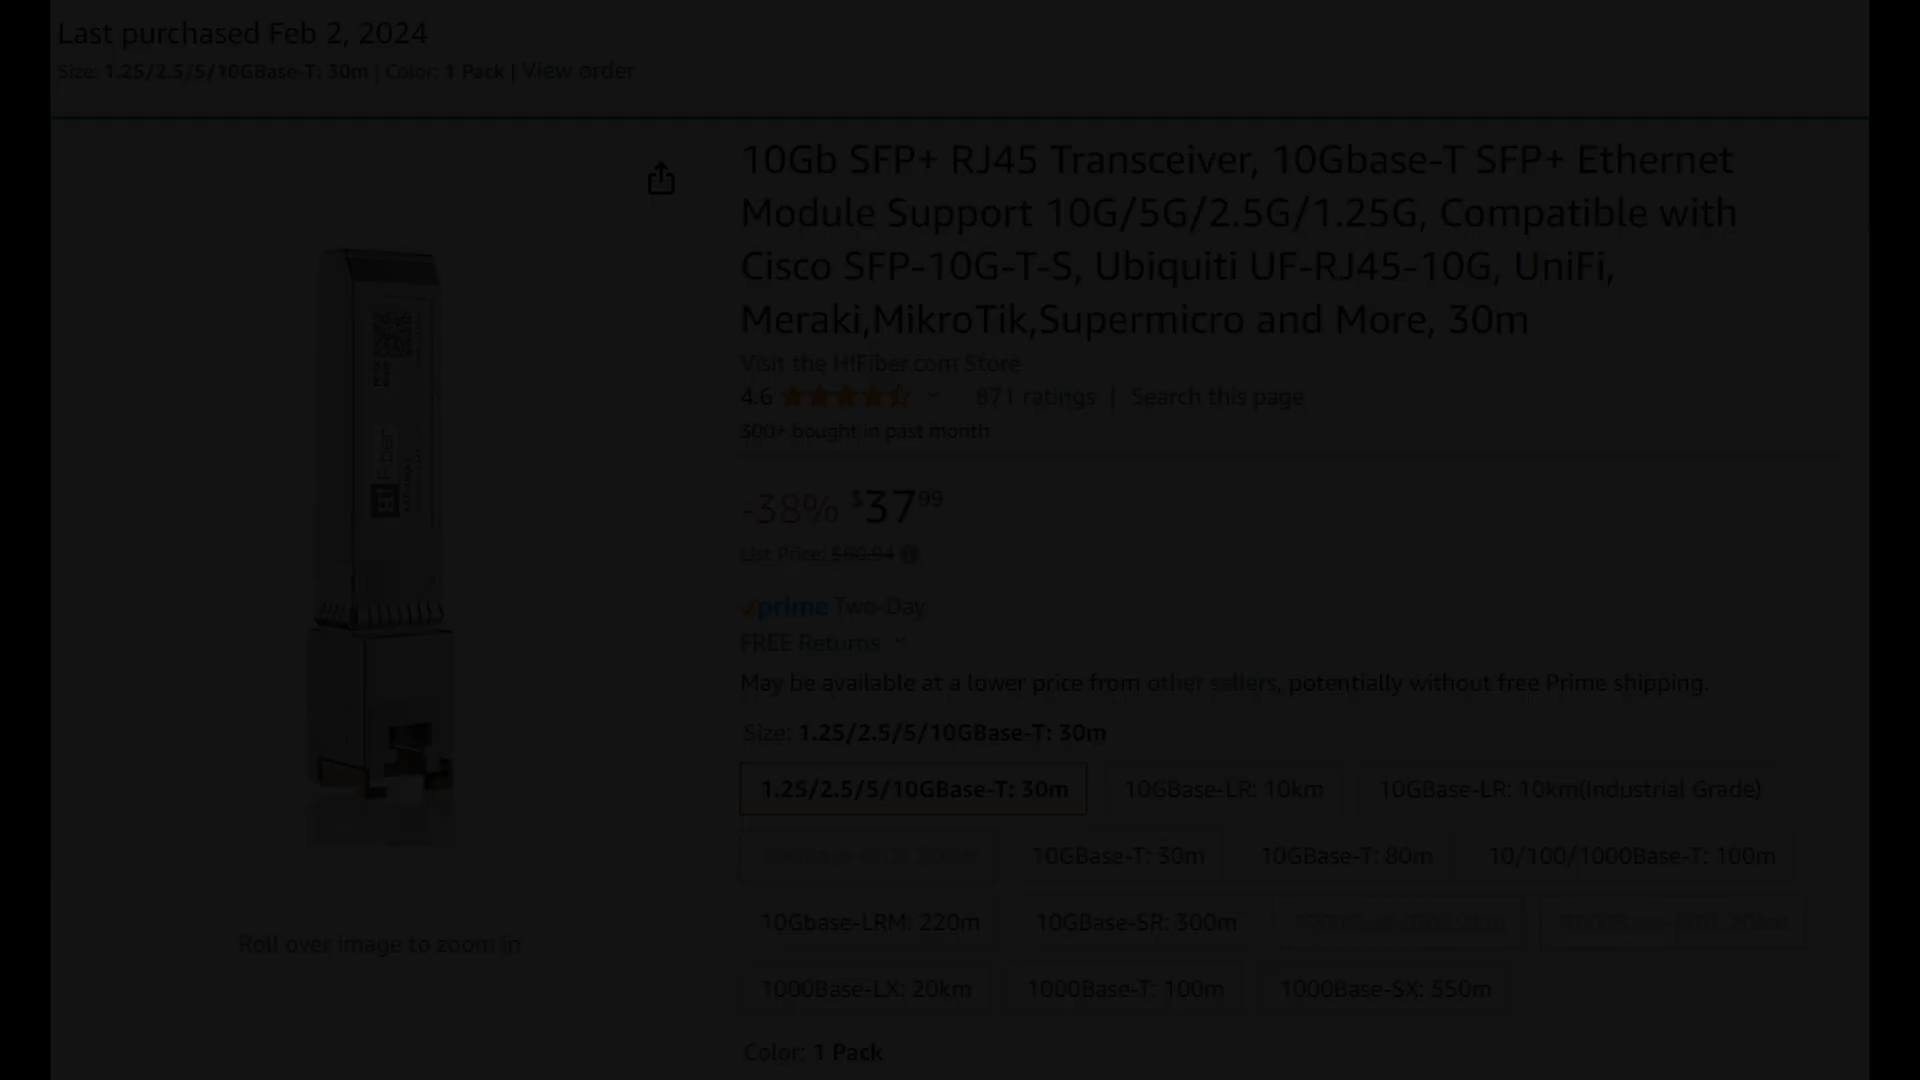 Last purchased Feb 2, 2024
Size: 1.25/2.5/5/10GBase-T: 30m | Color: 1 Pack | View order
10Gb SFP+ RJ45 Transceiver, 10Gbase-T SFP+ Ethernet
Module Support 10G/5G/2.5G/1.25G, Compatible with
Cisco SFP-10G-T-S, Ubiquiti UF-RJ45-10G, UniFi,
Meraki,MikroTik,Supermicro and More, 30m
Visit the HiFiber.com Store
4.6 871 ratings | Search this page
300+ bought in past month
-38% $37.99
List Price: $60.94
prime Two-Day
FREE Returns
May be available at a lower price from other sellers, potentially without free Prime shipping.
Size: 1.25/2.5/5/10GBase-T: 30m
1.25/2.5/5/10GBase-T: 30m 10GBase-LR: 10km 10GBase-LR: 10km(Industrial Grade)
10GBase-T: 30m 10GBase-T: 80m 10/100/1000Base-T: 100m
10Gbase-LRM: 220m 10GBase-SR: 300m
1000Base-LX: 20km 1000Base-T: 100m 1000Base-SX: 550m
Color: 1 Pack
HiFiber
Roll over image to zoom in